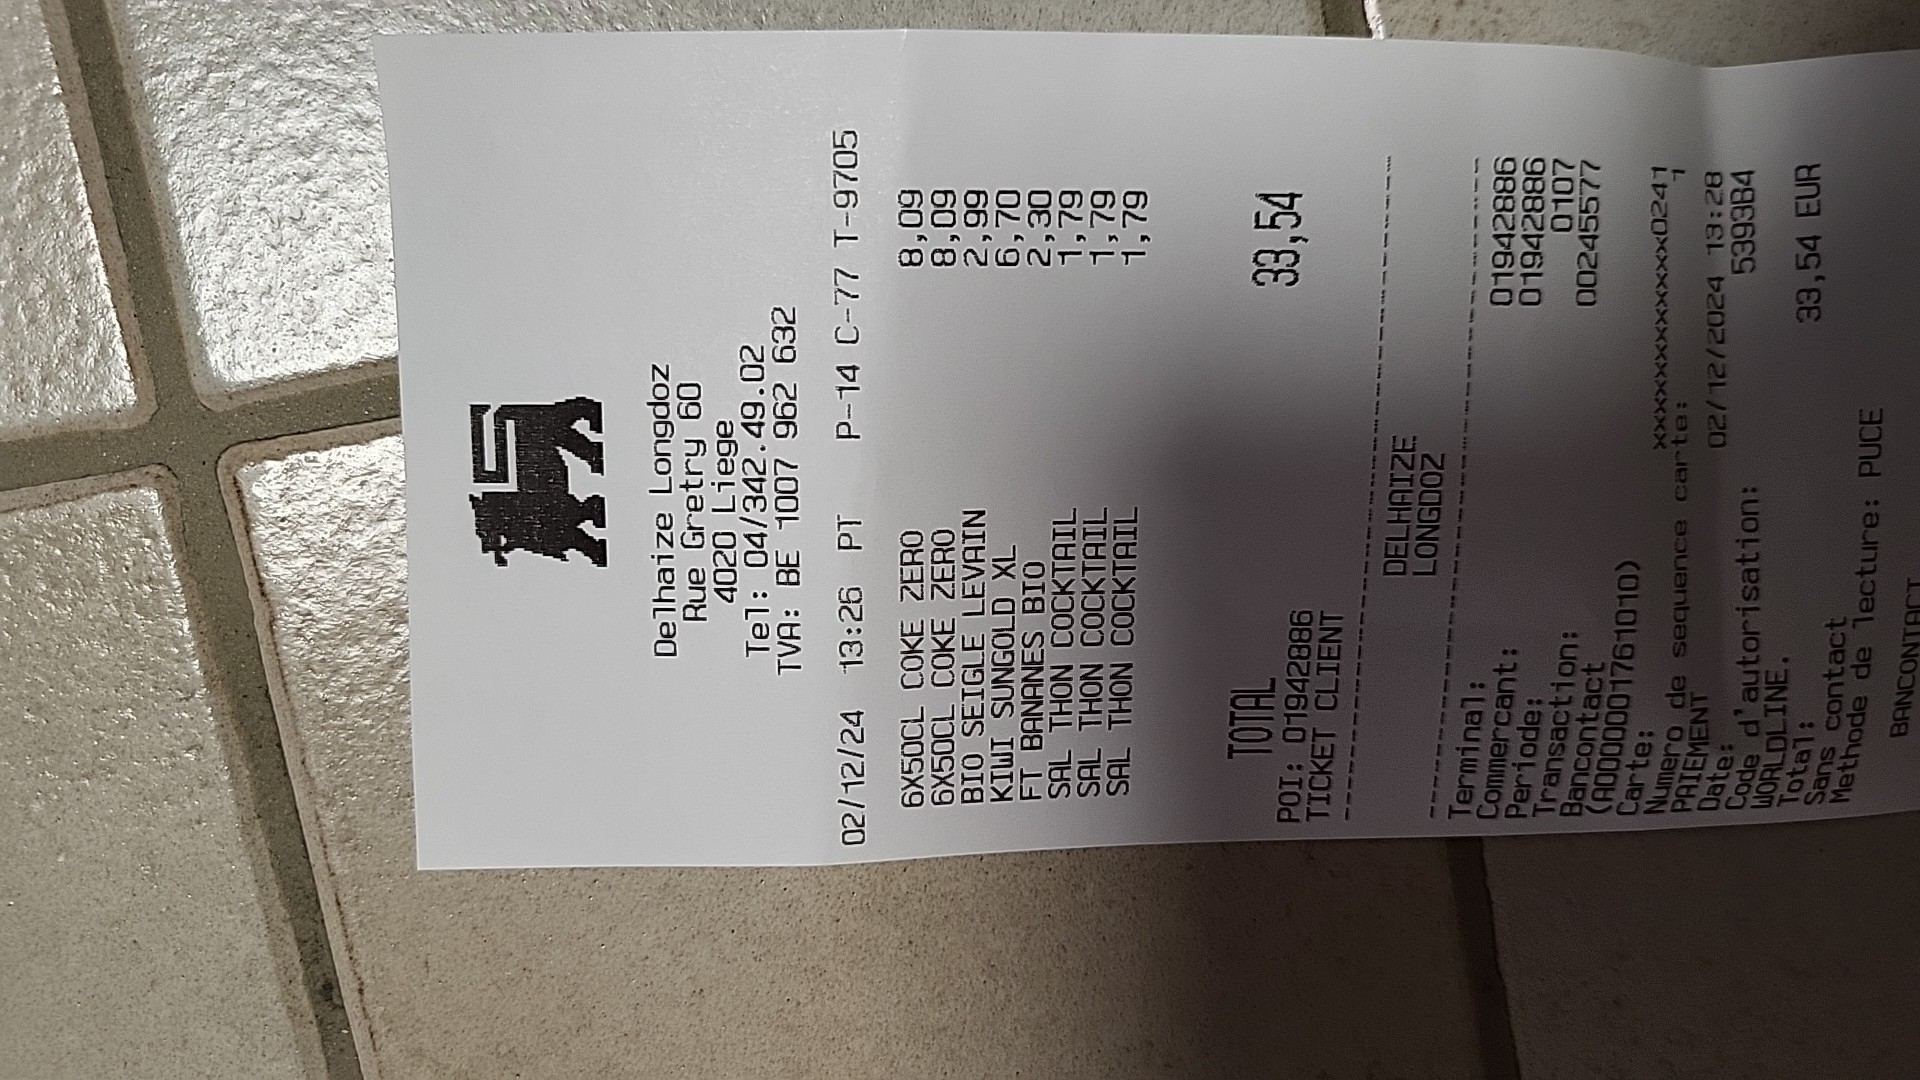 Delhaize Longdoz
Rue Gretry 60
4020 Liege
Tel: 04/342.49.02
TVA: BE 1007 962 632
02/12/24 13:26 PT P-14 C-77 T-9705
6X50CL COKE ZERO 8,09
6X50CL COKE ZERO 8,09
BIO SEIGLE LEVAIN 2,99
KIWI SUNGOLD XL 6,70
FT BANANES BIO 2,30
SAL THON COCKTAIL 1,79
SAL THON COCKTAIL 1,79
SAL THON COCKTAIL 1,79
TOTAL 33,54
POI: 01942886
TICKET CLIENT
DELHAIZE
LONGDOZ
Terminal: 01942886
Commercant: 01942886
Periode: 0107
Transaction: 00245577
Bancontact
(A0000001761010)
Carte: xxxxxxxxxxxxx0241
Numero de sequence carte: 1
PAIEMENT
Date: 02/12/2024 13:28
Code d'autorisation: 5393B4
WORLDLINE.
Total: 33,54 EUR
Sans contact
Methode de lecture: PUCE
BANCONTACT